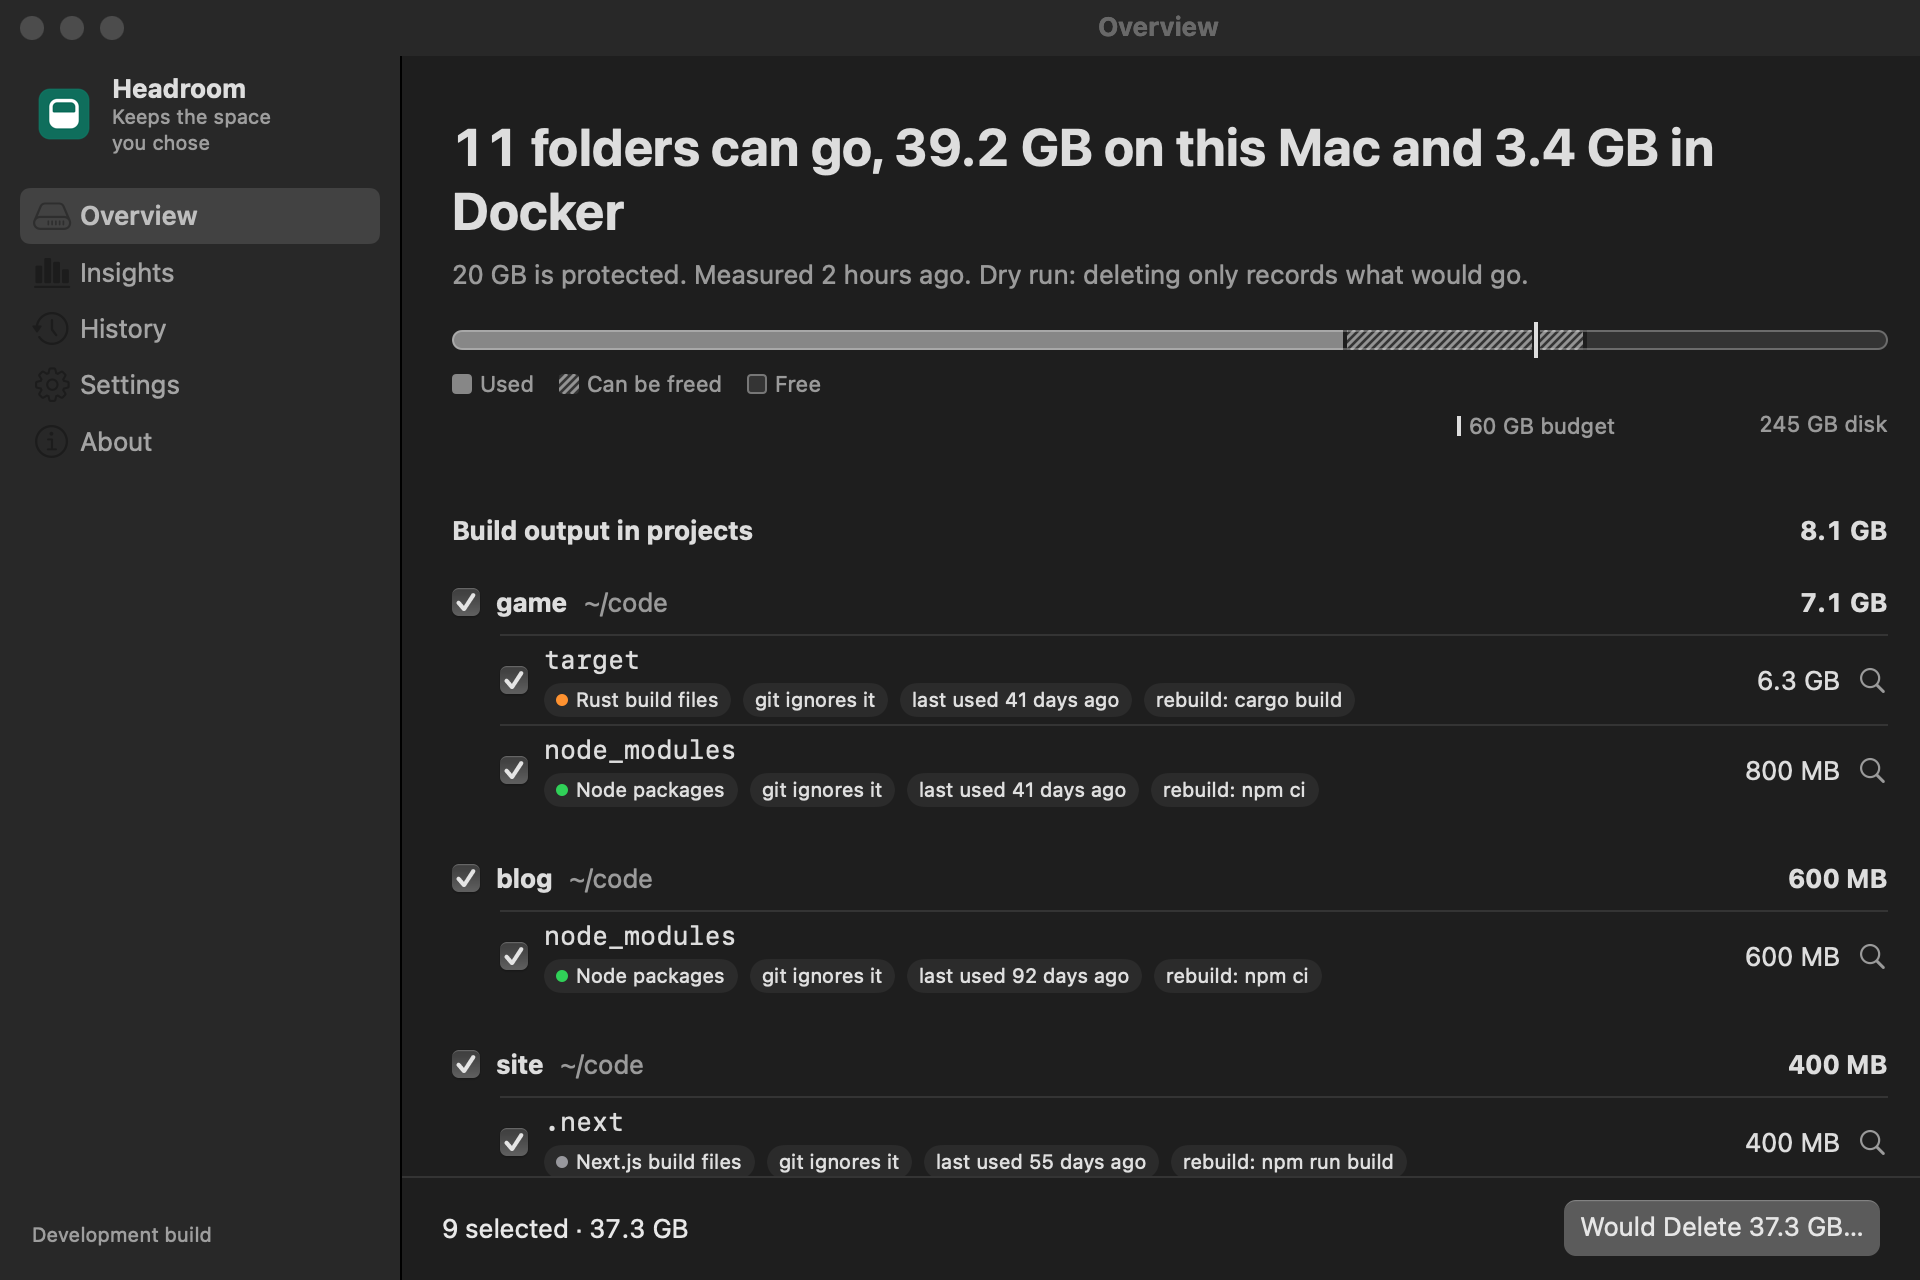 Overview
Headroom
Keeps the space
you chose
Overview
Insights
History
Settings
About
Development build
11 folders can go, 39.2 GB on this Mac and 3.4 GB in
Docker
20 GB is protected. Measured 2 hours ago. Dry run: deleting only records what would go.
Used Can be freed Free
60 GB budget 245 GB disk
Build output in projects 8.1 GB
game ~/code 7.1 GB
target
Rust build files git ignores it last used 41 days ago rebuild: cargo build 6.3 GB
node_modules
Node packages git ignores it last used 41 days ago rebuild: npm ci 800 MB
blog ~/code 600 MB
node_modules
Node packages git ignores it last used 92 days ago rebuild: npm ci 600 MB
site ~/code 400 MB
.next
Next.js build files git ignores it last used 55 days ago rebuild: npm run build 400 MB
9 selected · 37.3 GB Would Delete 37.3 GB...